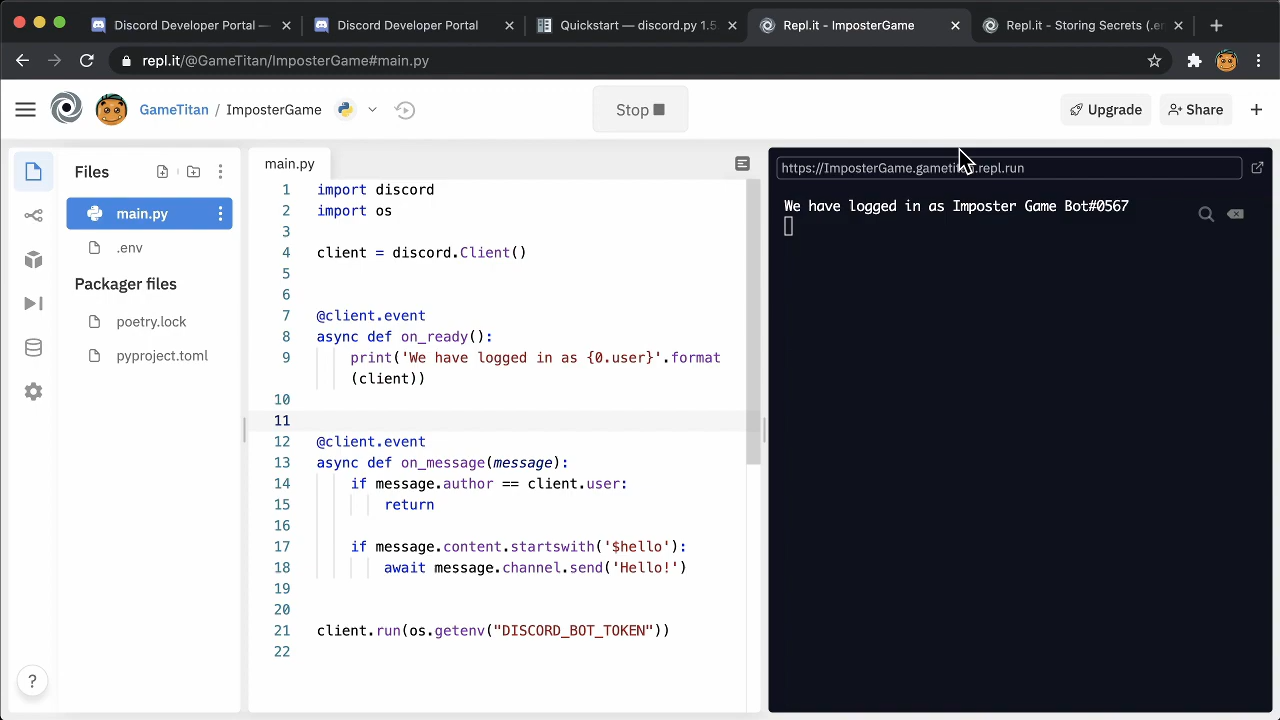 Discord Developer Portal —
Discord Developer Portal
Quickstart — discord.py 1.5
Repl.it - ImposterGame
Repl.it - Storing Secrets (.e
repl.it/@GameTitan/ImposterGame#main.py
GameTitan / ImposterGame
Stop
Upgrade
Share
Files
main.py
.env
Packager files
poetry.lock
pyproject.toml
?
main.py
1 import discord
2 import os
3
4 client = discord.Client()
5
6
7 @client.event
8 async def on_ready():
9 print('We have logged in as {0.user}'.format
(client))
10
11
12 @client.event
13 async def on_message(message):
14 if message.author == client.user:
15 return
16
17 if message.content.startswith('$hello'):
18 await message.channel.send('Hello!')
19
20
21 client.run(os.getenv("DISCORD_BOT_TOKEN"))
22
https://ImposterGame.gametitan.repl.run
We have logged in as Imposter Game Bot#0567